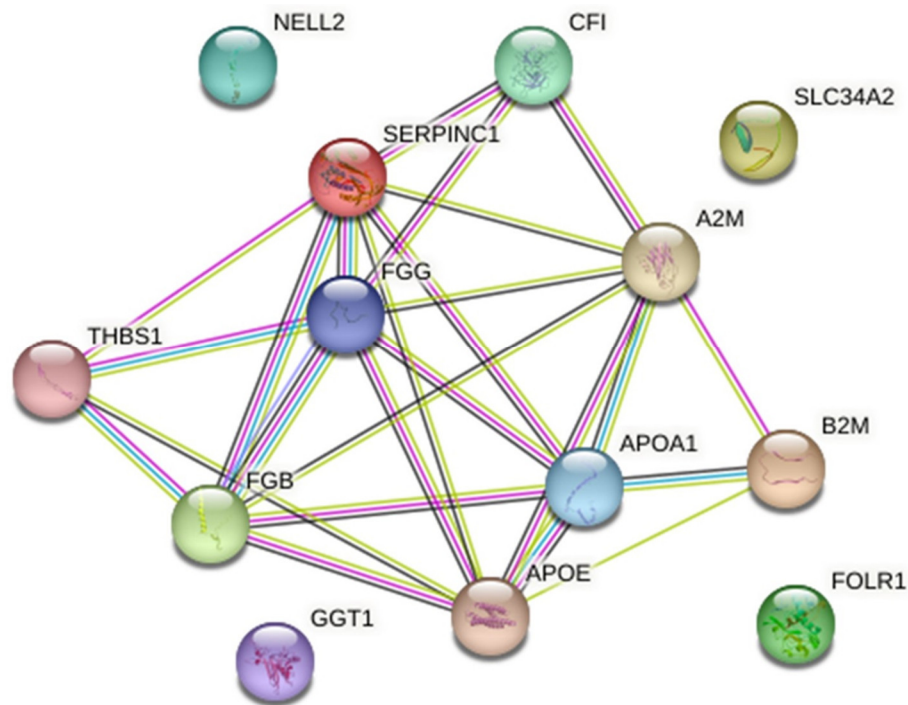 NELL2
CFI
SLC34A2
SERPINC1
A2M
FGG
THBS1
APOA1
B2M
FGB
APOE
FOLR1
GGT1